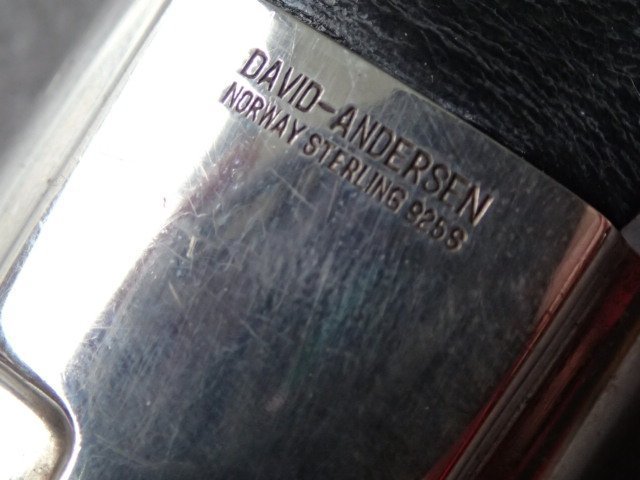 DAVID-ANDERSEN
NORWAY STERLING 925S